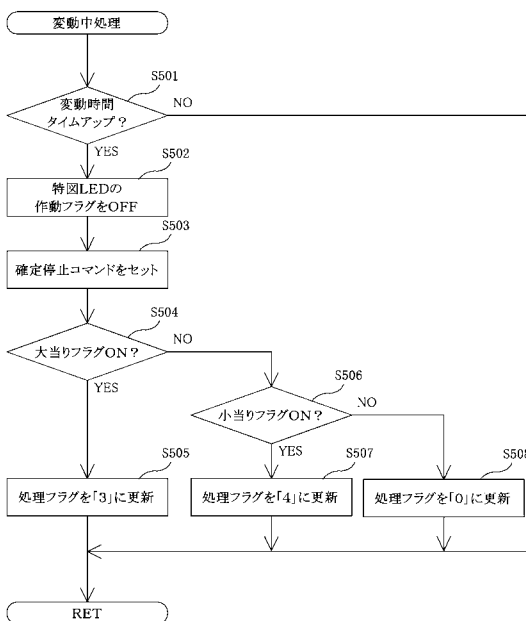 変動中処理
S501
変動時間
タイムアップ?
NO
YES
S502
特図LEDの
作動フラグをOFF
S503
確定停止コマンドをセット
S504
大当りフラグON?
NO
YES
S506
小当りフラグON?
NO
YES
S505
処理フラグを「3」に更新
S507
処理フラグを「4」に更新
S508
処理フラグを「0」に更新
RET